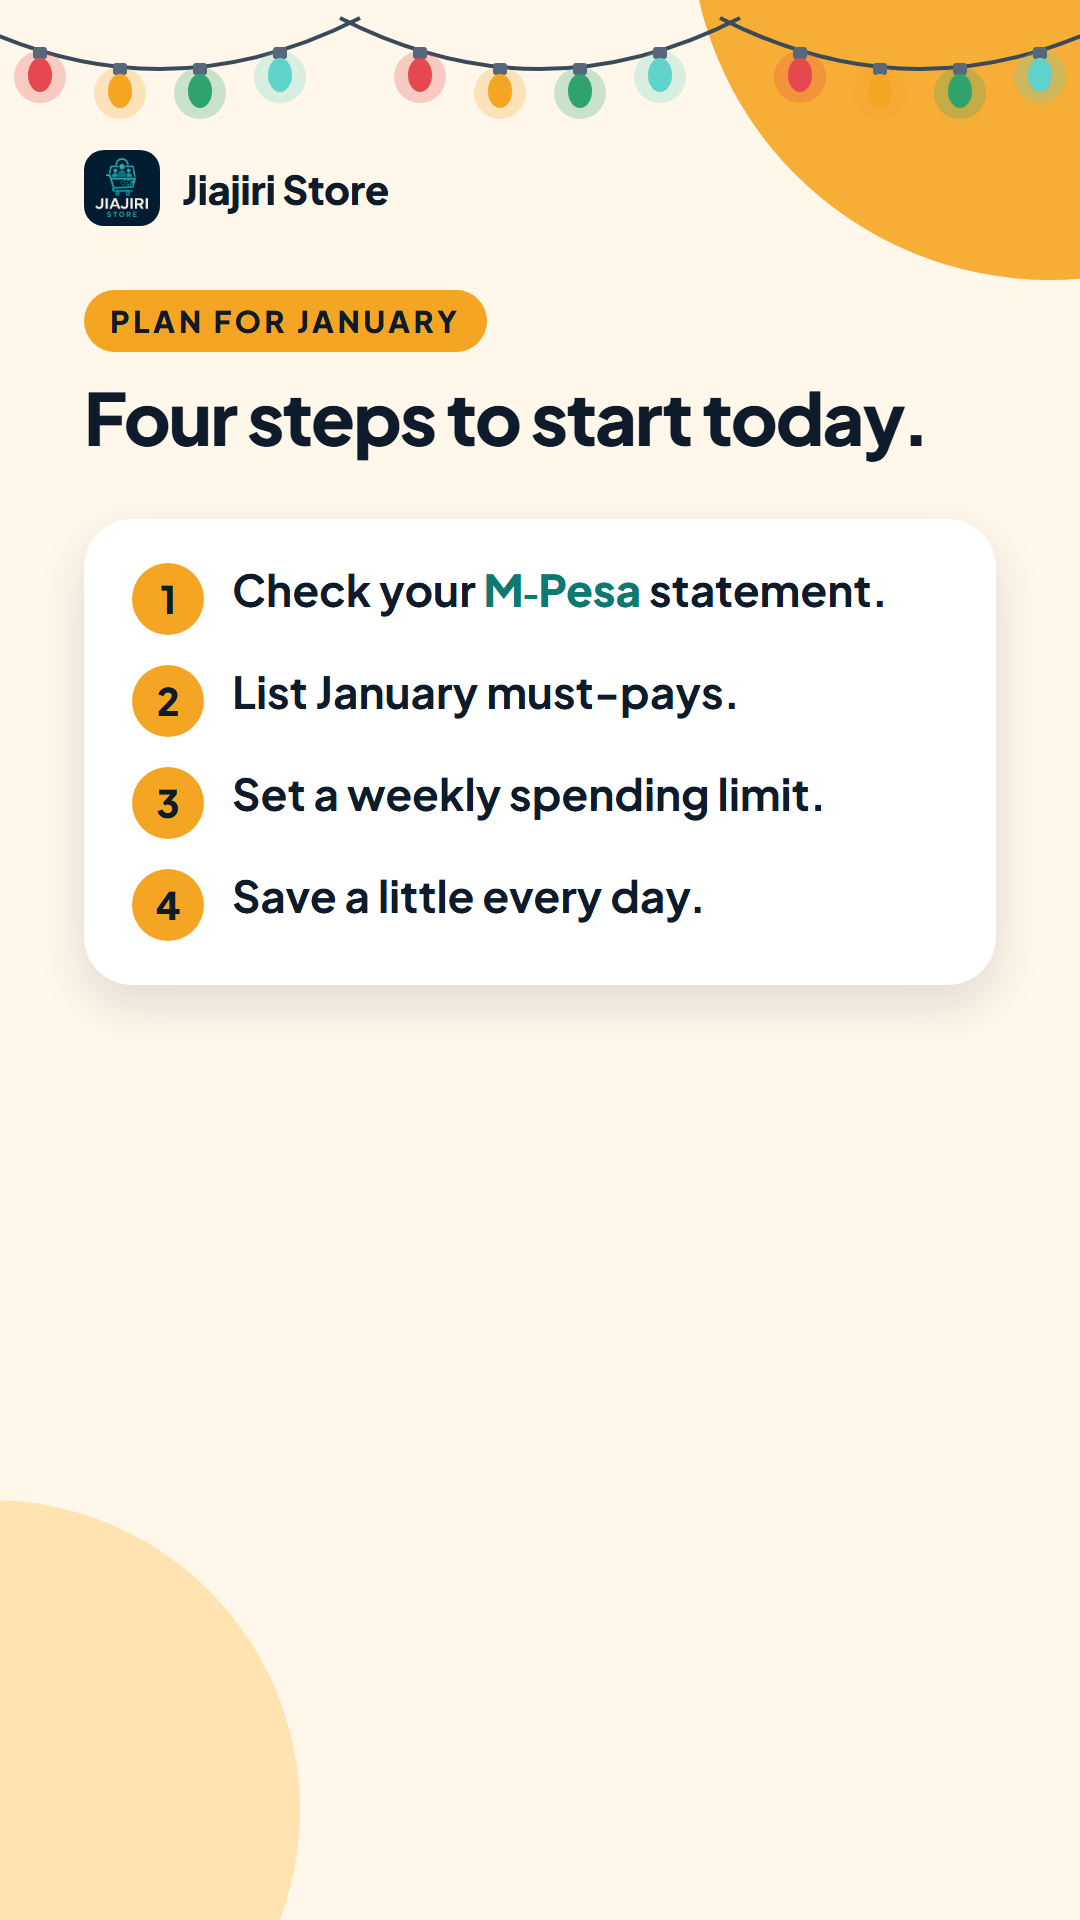 JIAJIRI
STORE
Jiajiri Store
PLAN FOR JANUARY
Four steps to start today.
1 Check your M-Pesa statement.
2 List January must-pays.
3 Set a weekly spending limit.
4 Save a little every day.